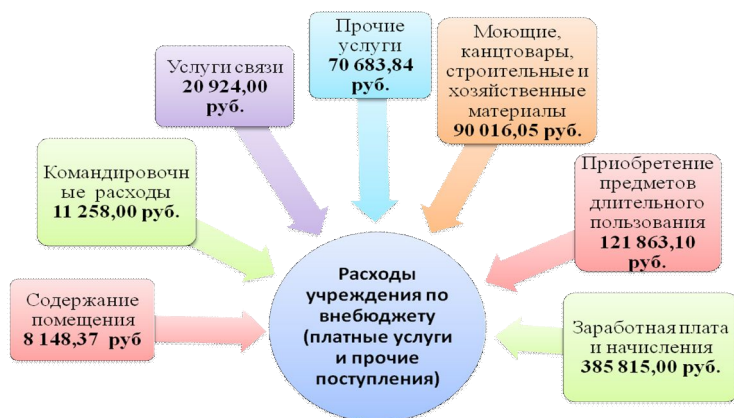 Прочие
услуги
70 683,84
руб.
Моющие,
канцтовары,
строительные и
хозяйственные
материалы
90 016,05 руб.
Услуги связи
20 924,00
руб.
Командировочн
ые расходы
11 258,00 руб.
Приобретение
предметов
длительного
пользования
121 863,10
руб.
Содержание
помещения
8 148,37 руб
Расходы
учреждения по
внебюджету
(платные услуги
и прочие
поступления)
Заработная плата
и начисления
385 815,00 руб.